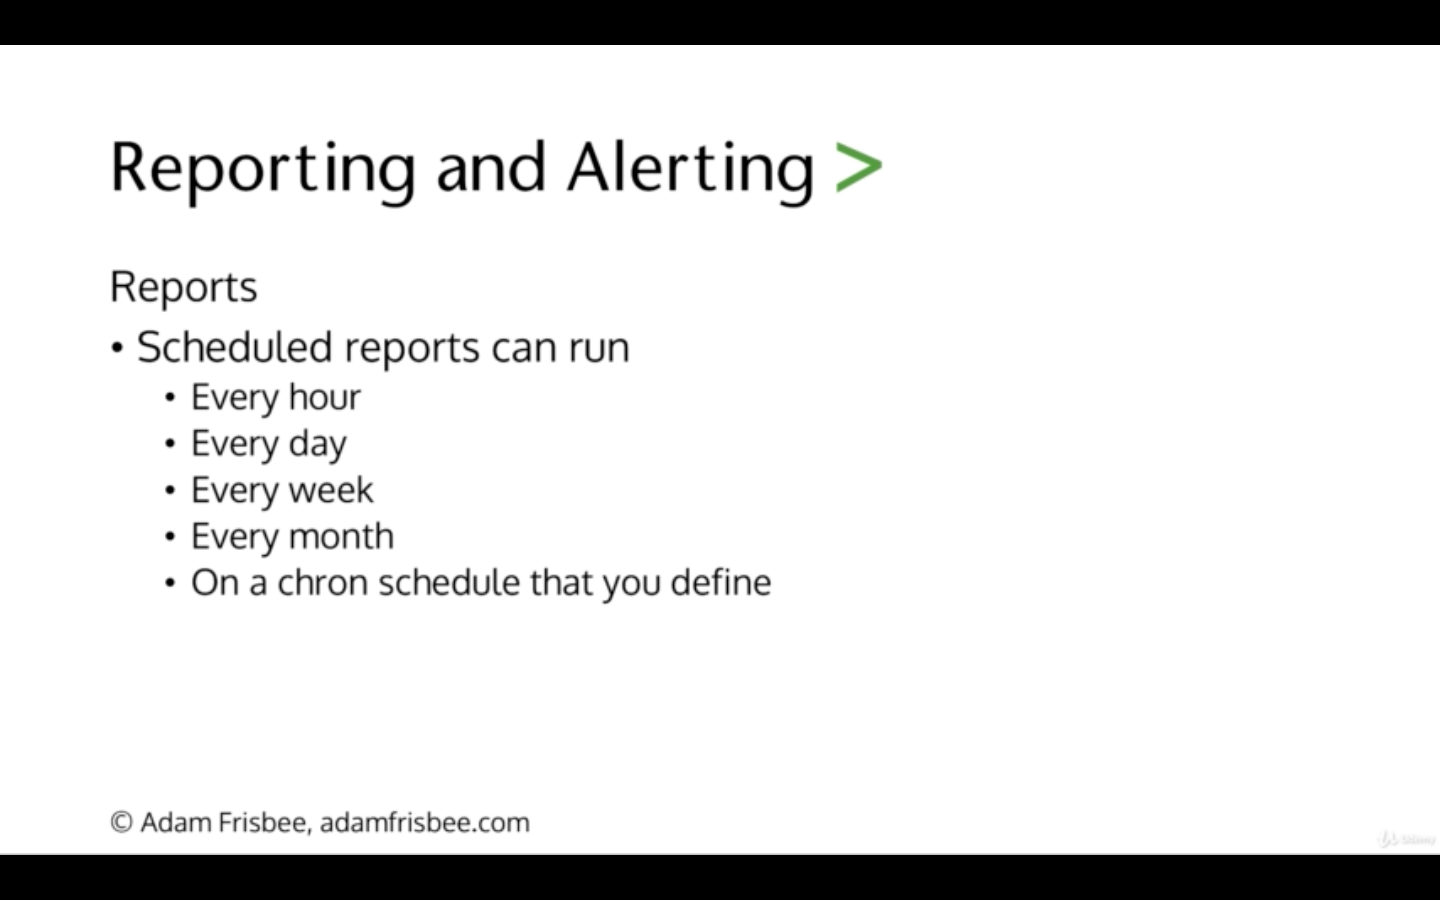 Reporting and Alerting >
Reports
• Scheduled reports can run
• Every hour
• Every day
• Every week
• Every month
• On a chron schedule that you define
© Adam Frisbee, adamfrisbee.com
Udemy